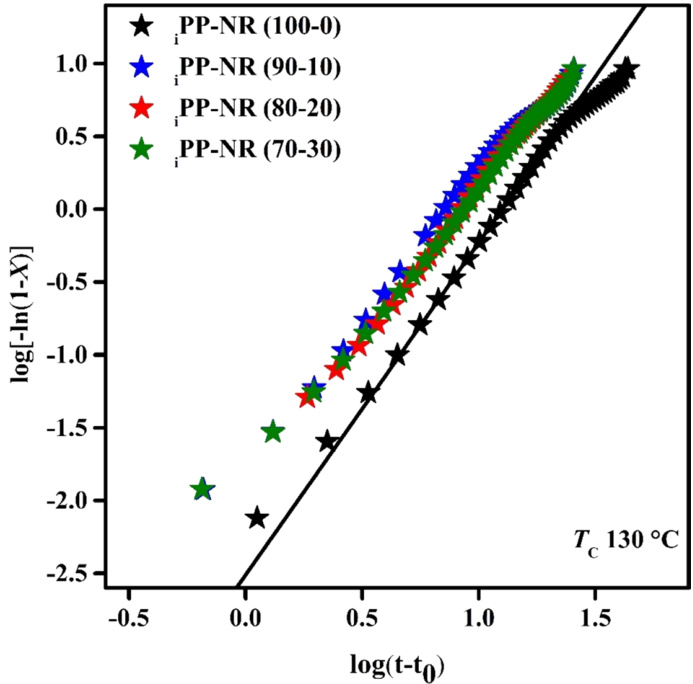 iPP-NR (100-0)
iPP-NR (90-10)
iPP-NR (80-20)
iPP-NR (70-30)
1.0
0.5
0.0
-0.5
-1.0
-1.5
-2.0
-2.5
log[-ln(1-X)]
TC 130 °C
-0.5 0.0 0.5 1.0 1.5
log(t-t0)